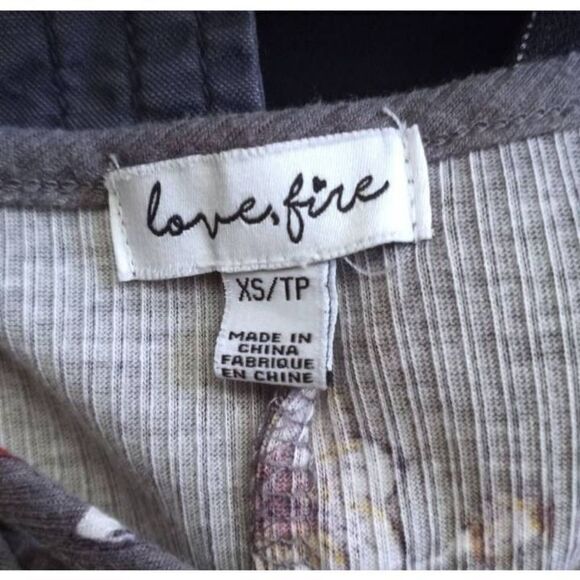 love, fire
XS/TP
MADE IN
CHINA
FABRIQUE
EN CHINE